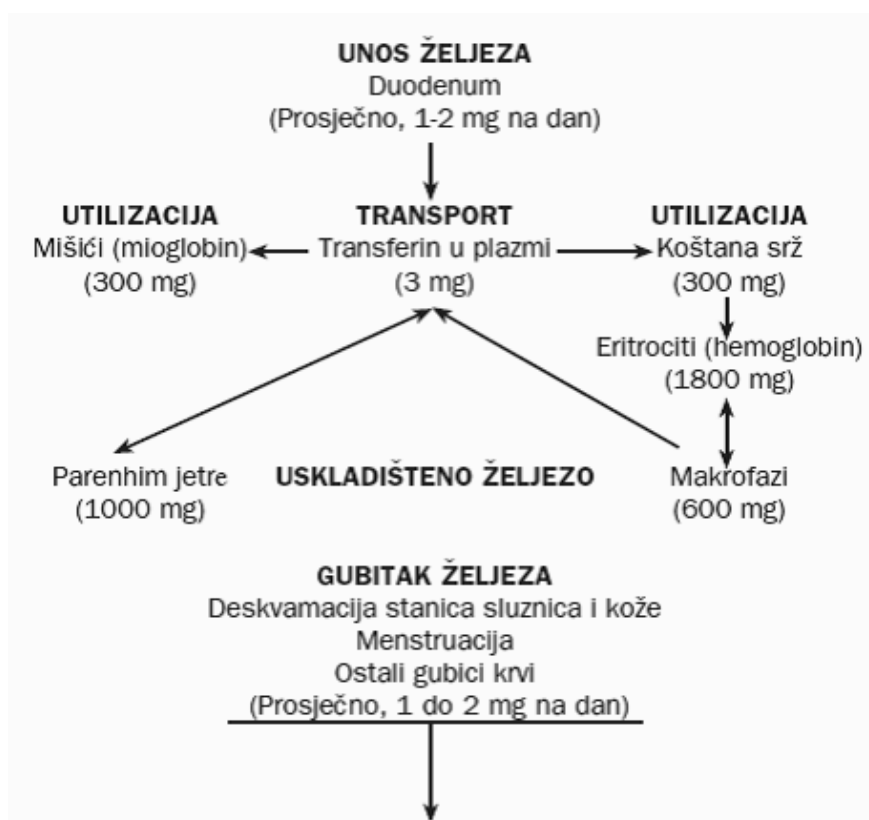 UNOS ŽELJEZA
Duodenum
(Prosječno, 1-2 mg na dan)
UTILIZACIJA
Mišići (mioglobin)
(300 mg)
TRANSPORT
Transferin u plazmi
(3 mg)
UTILIZACIJA
Koštana srž
(300 mg)
Eritrociti (hemoglobin)
(1800 mg)
Parenhim jetre
(1000 mg)
USKLADIŠTENO ŽELJEZO
Makrofazi
(600 mg)
GUBITAK ŽELJEZA
Deskvamacija stanica sluznica i kože
Menstruacija
Ostali gubici krvi
(Prosječno, 1 do 2 mg na dan)